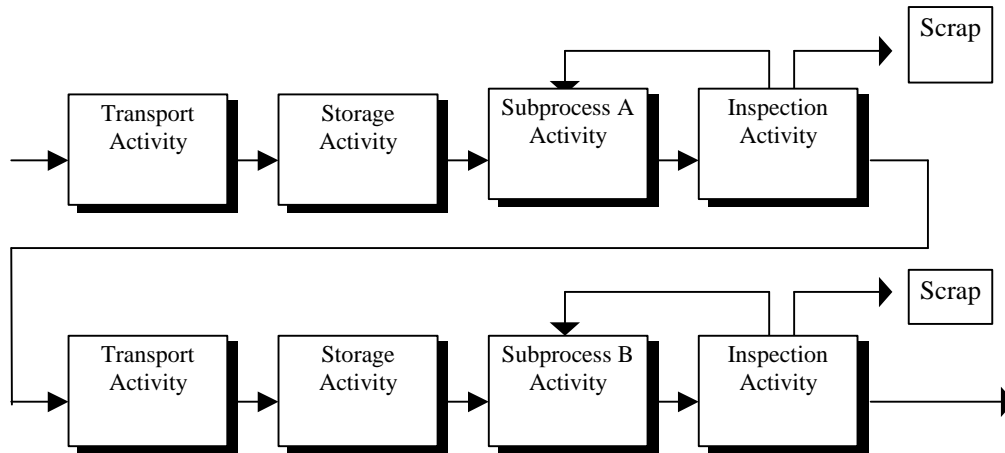 Scrap
Transport
Activity
Storage
Activity
Subprocess A
Activity
Inspection
Activity
Scrap
Transport
Activity
Storage
Activity
Subprocess B
Activity
Inspection
Activity